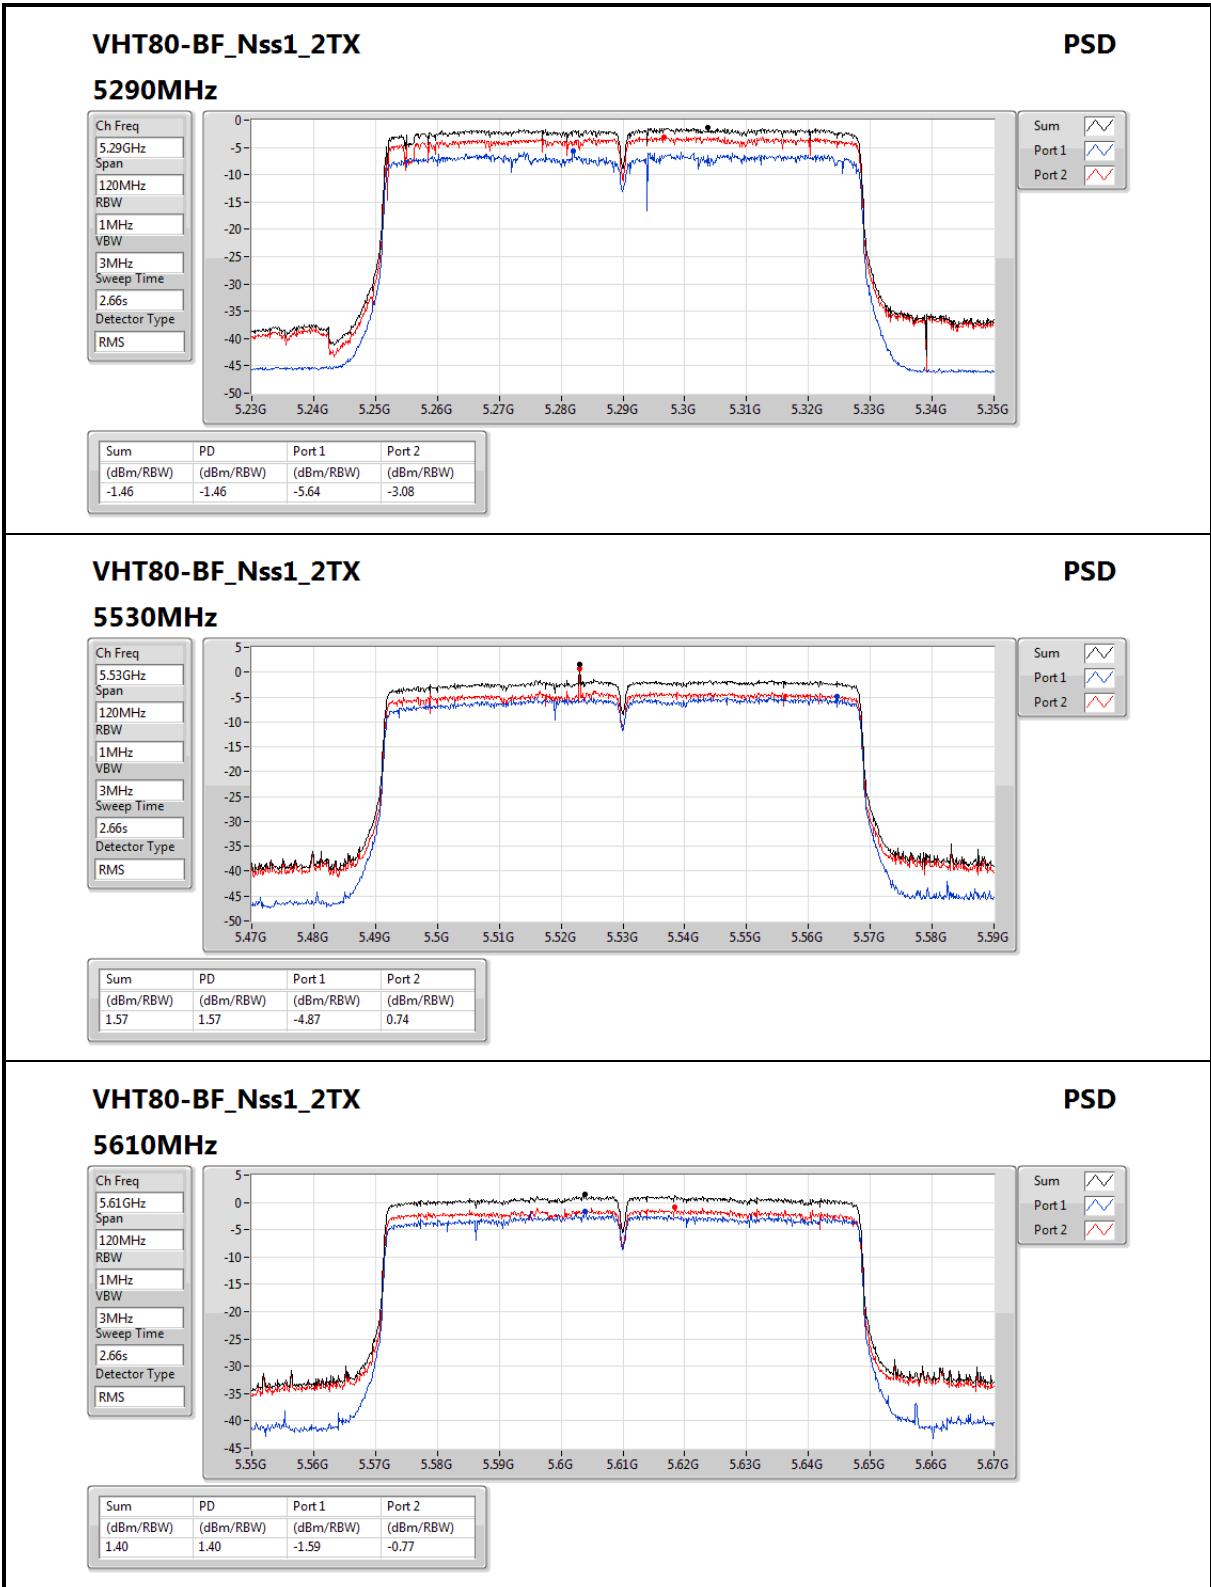 VHT80-BF_Nss1_2TX PSD
5290MHz
Ch Freq
5.29GHz
Span
120MHz
RBW
1MHz
VBW
3MHz
Sweep Time
2.66s
Detector Type
RMS
0
-5
-10
-15
-20
-25
-30
-35
-40
-45
-50
5.23G 5.24G 5.25G 5.26G 5.27G 5.28G 5.29G 5.3G 5.31G 5.32G 5.33G 5.34G 5.35G
Sum
Port 1
Port 2
Sum PD Port 1 Port 2
(dBm/RBW) (dBm/RBW) (dBm/RBW) (dBm/RBW)
-1.46 -1.46 -5.64 -3.08
VHT80-BF_Nss1_2TX PSD
5530MHz
Ch Freq
5.53GHz
Span
120MHz
RBW
1MHz
VBW
3MHz
Sweep Time
2.66s
Detector Type
RMS
5
0
-5
-10
-15
-20
-25
-30
-35
-40
-45
-50
5.47G 5.48G 5.49G 5.5G 5.51G 5.52G 5.53G 5.54G 5.55G 5.56G 5.57G 5.58G 5.59G
Sum
Port 1
Port 2
Sum PD Port 1 Port 2
(dBm/RBW) (dBm/RBW) (dBm/RBW) (dBm/RBW)
1.57 1.57 -4.87 0.74
VHT80-BF_Nss1_2TX PSD
5610MHz
Ch Freq
5.61GHz
Span
120MHz
RBW
1MHz
VBW
3MHz
Sweep Time
2.66s
Detector Type
RMS
5
0
-5
-10
-15
-20
-25
-30
-35
-40
-45
5.55G 5.56G 5.57G 5.58G 5.59G 5.6G 5.61G 5.62G 5.63G 5.64G 5.65G 5.66G 5.67G
Sum
Port 1
Port 2
Sum PD Port 1 Port 2
(dBm/RBW) (dBm/RBW) (dBm/RBW) (dBm/RBW)
1.40 1.40 -1.59 -0.77